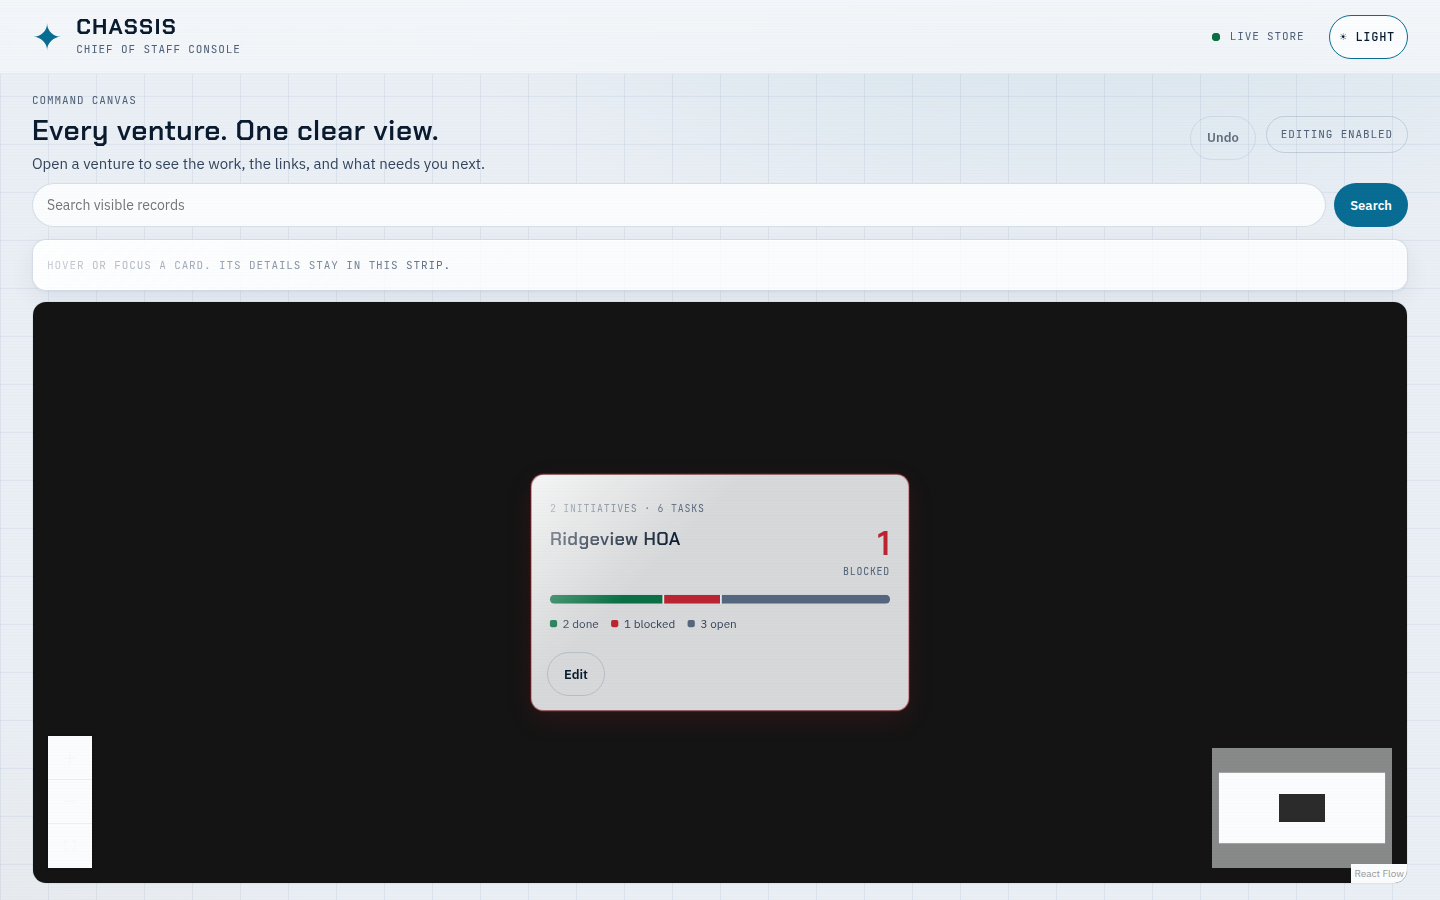 CHASSIS
CHIEF OF STAFF CONSOLE
LIVE STORE
☀ LIGHT
COMMAND CANVAS
Every venture. One clear view.
Open a venture to see the work, the links, and what needs you next.
Undo
EDITING ENABLED
Search visible records
Search
HOVER OR FOCUS A CARD. ITS DETAILS STAY IN THIS STRIP.
2 INITIATIVES · 6 TASKS
Ridgeview HOA
1
BLOCKED
2 done
1 blocked
3 open
Edit
React Flow